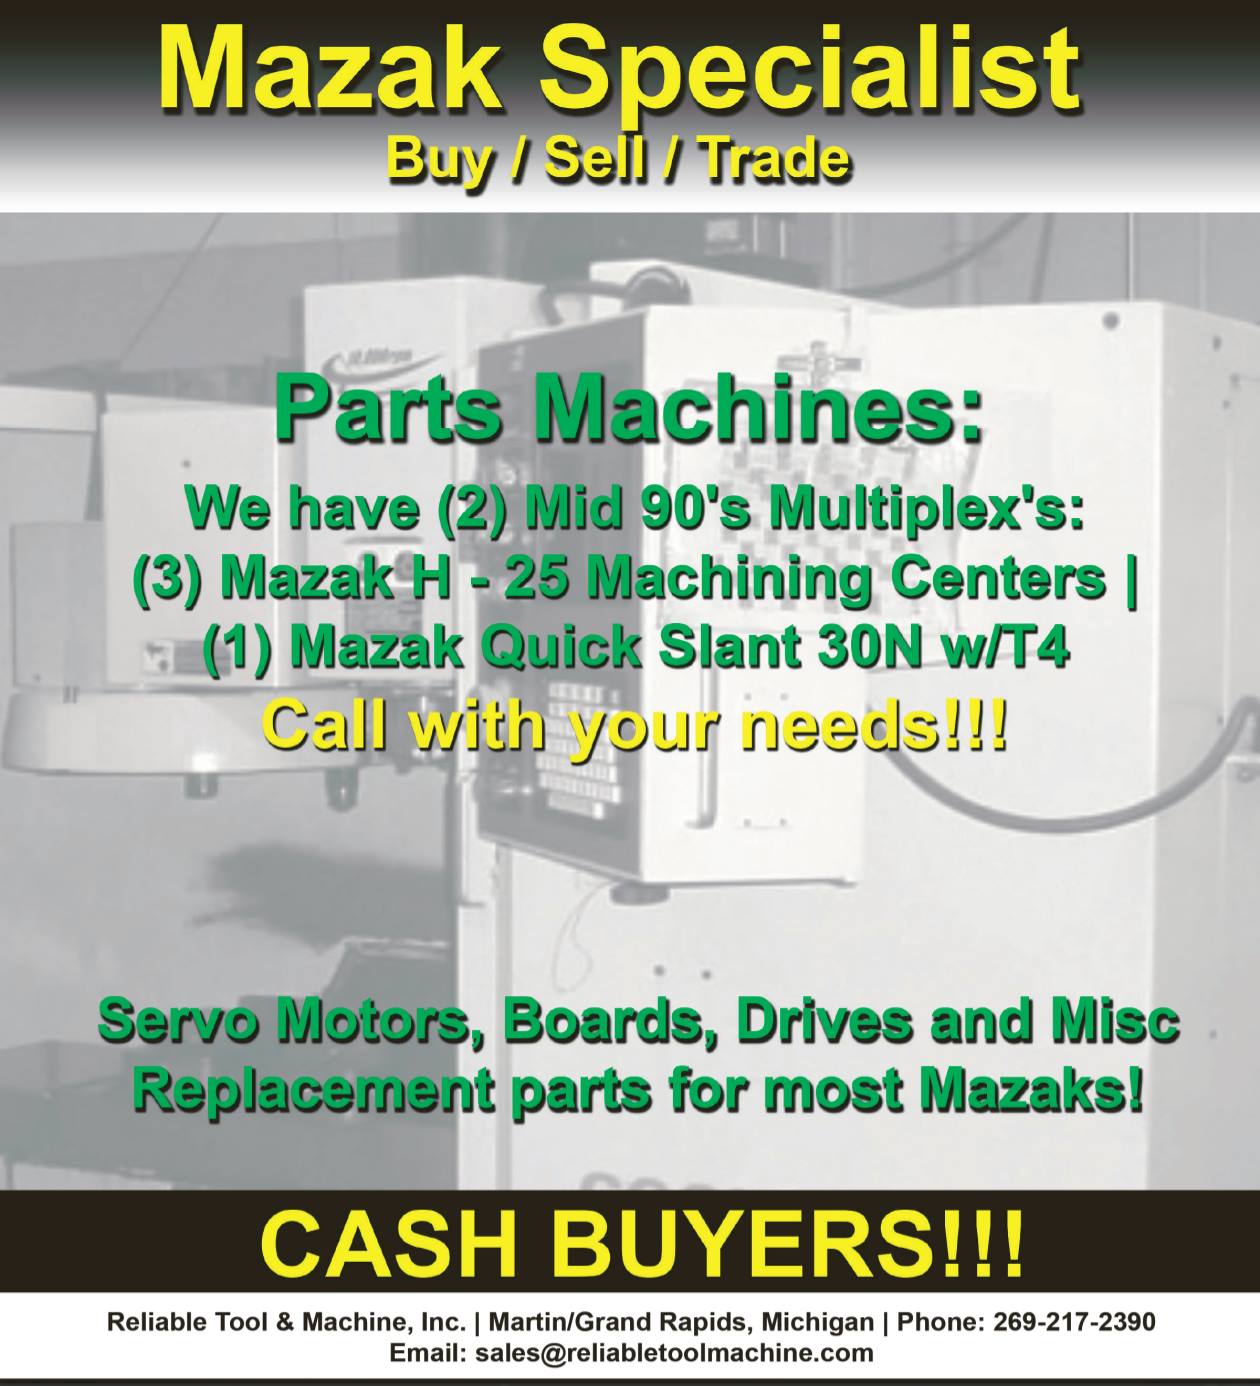 Mazak Specialist
Buy / Sell / Trade
10,000rpm
Parts Machines:
We have (2) Mid 90's Multiplex's:
(3) Mazak H - 25 Machining Centers |
(1) Mazak Quick Slant 30N w/T4
Call with your needs!!!
Servo Motors, Boards, Drives and Misc
Replacement parts for most Mazaks!
CASH BUYERS!!!
Reliable Tool & Machine, Inc. | Martin/Grand Rapids, Michigan | Phone: 269-217-2390
Email: sales@reliabletoolmachine.com